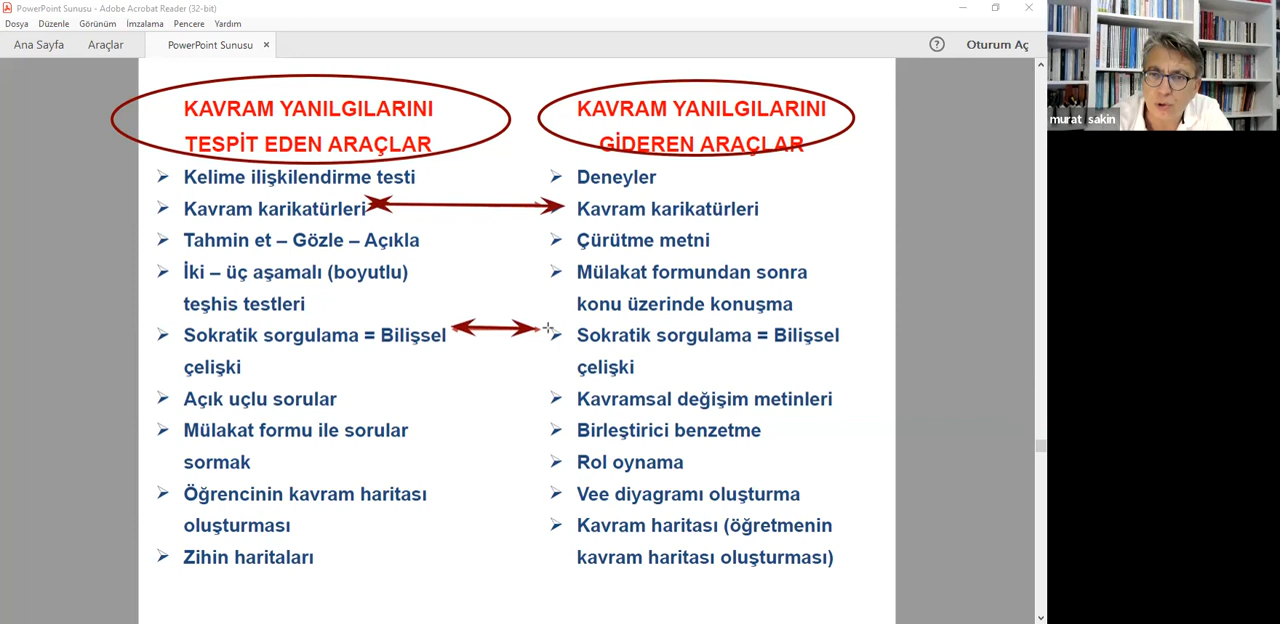 PowerPoint Sunusu - Adobe Acrobat Reader (32-bit)
Dosya Düzenle Görünüm İmzalama Pencere Yardım
Ana Sayfa Araçlar PowerPoint Sunusu × ? Oturum Aç
murat sakin
KAVRAM YANILGILARINI
TESPİT EDEN ARAÇLAR
Kelime ilişkilendirme testi
Kavram karikatürleri
Tahmin et – Gözle – Açıkla
İki – üç aşamalı (boyutlu)
teşhis testleri
Sokratik sorgulama = Bilişsel
çelişki
Açık uçlu sorular
Mülakat formu ile sorular
sormak
Öğrencinin kavram haritası
oluşturması
Zihin haritaları
KAVRAM YANILGILARINI
GİDEREN ARAÇLAR
Deneyler
Kavram karikatürleri
Çürütme metni
Mülakat formundan sonra
konu üzerinde konuşma
Sokratik sorgulama = Bilişsel
çelişki
Kavramsal değişim metinleri
Birleştirici benzetme
Rol oynama
Vee diyagramı oluşturma
Kavram haritası (öğretmenin
kavram haritası oluşturması)